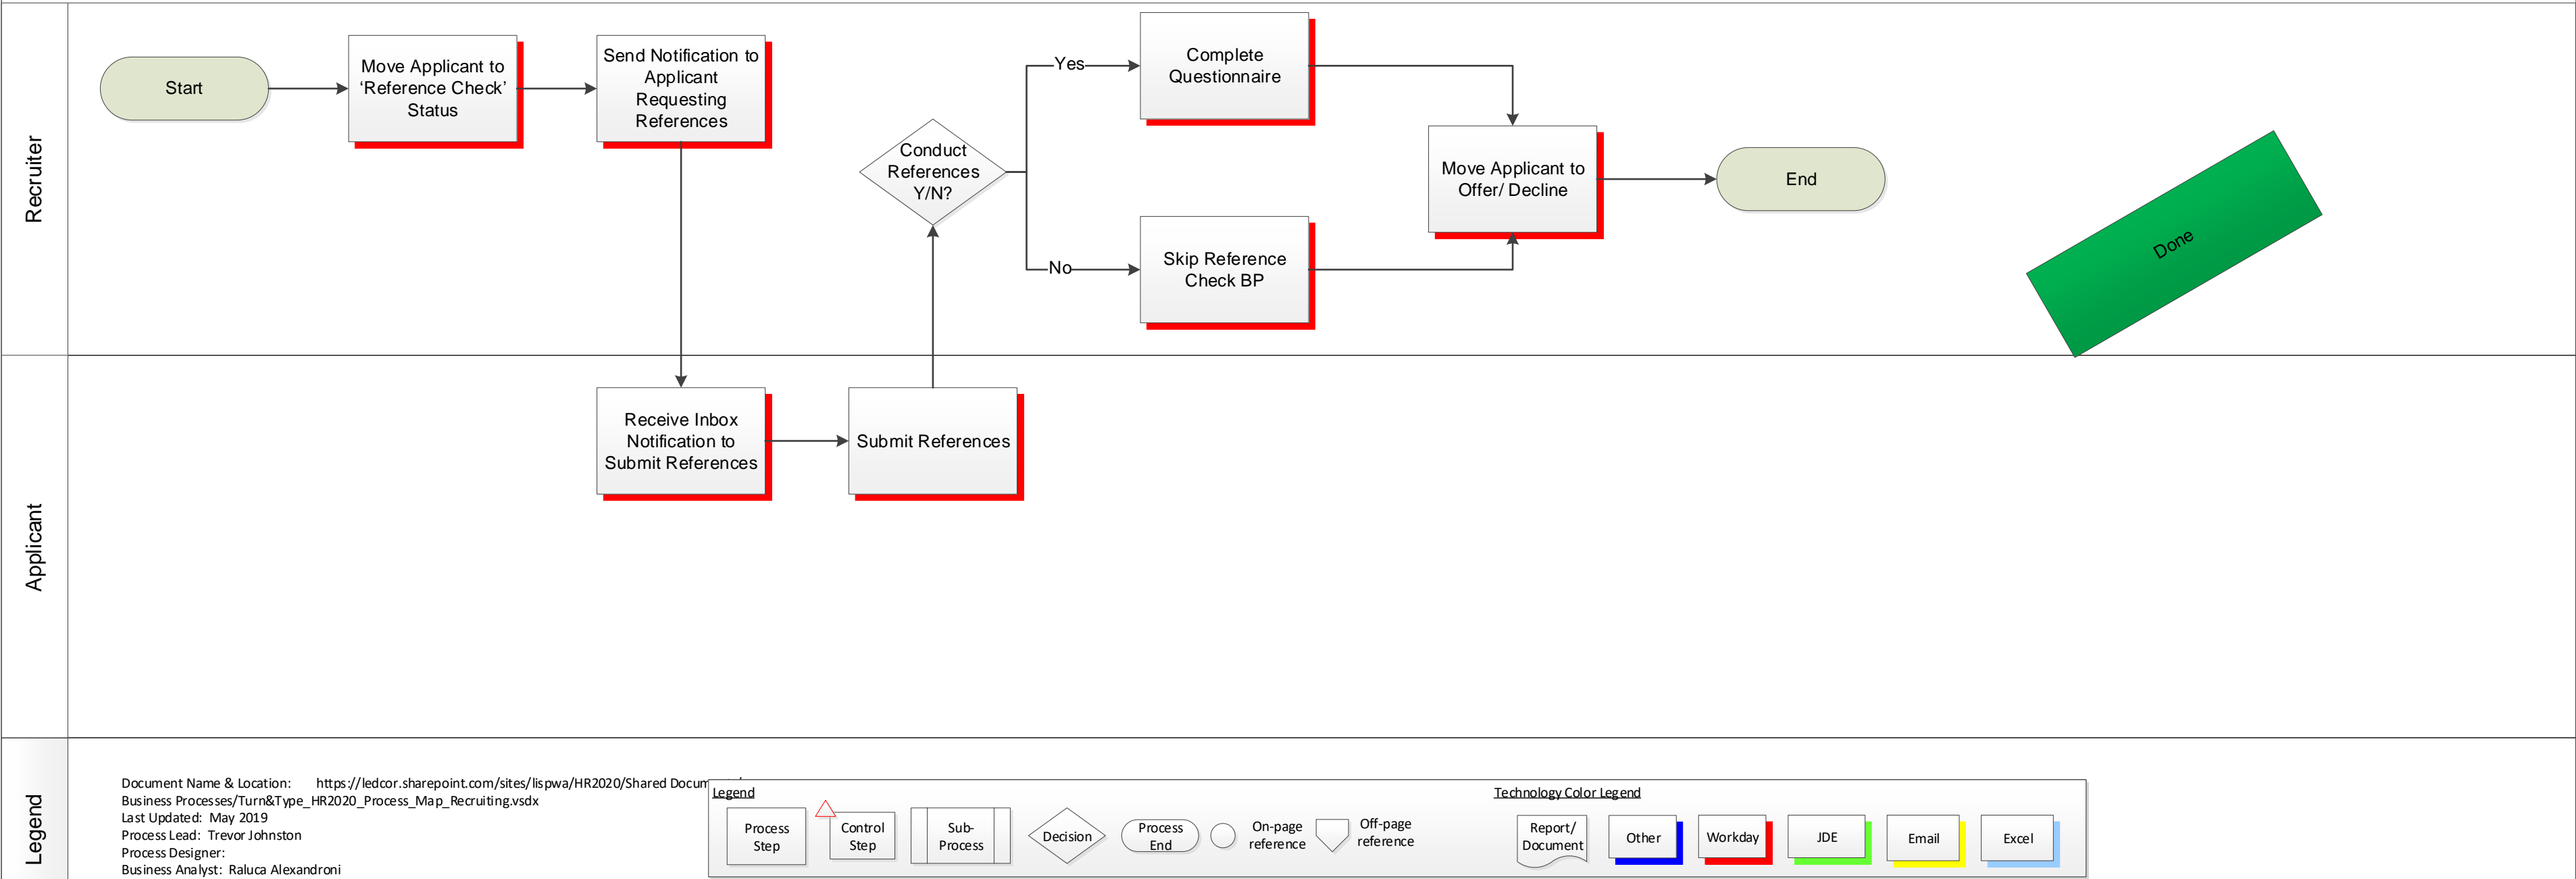 Recruiter
Start
Move Applicant to
‘Reference Check’
Status
Send Notification to
Applicant
Requesting
References
Conduct
References
Y/N?
Yes
No
Complete
Questionnaire
Skip Reference
Check BP
Move Applicant to
Offer/ Decline
End
Done
Applicant
Receive Inbox
Notification to
Submit References
Submit References
Legend
Document Name & Location: https://ledcor.sharepoint.com/sites/lispwa/HR2020/Shared
Business Processes/Turn&Type_HR2020_Process_Map_Recruiting.vsdx
Last Updated: May 2019
Process Lead: Trevor Johnston
Process Designer:
Business Analyst: Raluca Alexandroni
Legend
Process
Step
Control
Step
Sub-
Process
Decision
Process
End
On-page
reference
Off-page
reference
Technology Color Legend
Report/
Document
Other
Workday
JDE
Email
Excel